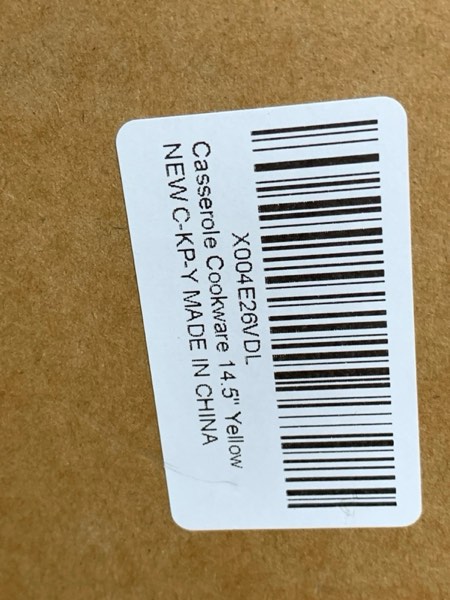 X004E26VDL
Casserole Cookware 14.5" Yellow
NEW C-KP-Y MADE IN CHINA